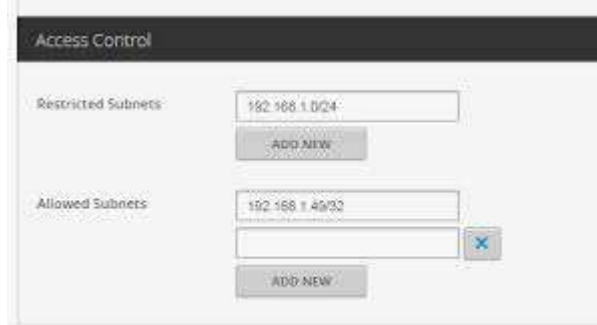 Access Control
Restricted Subnets
192.168.1.0/24
ADD NEW
Allowed Subnets
192.168.1.49/32
ADD NEW